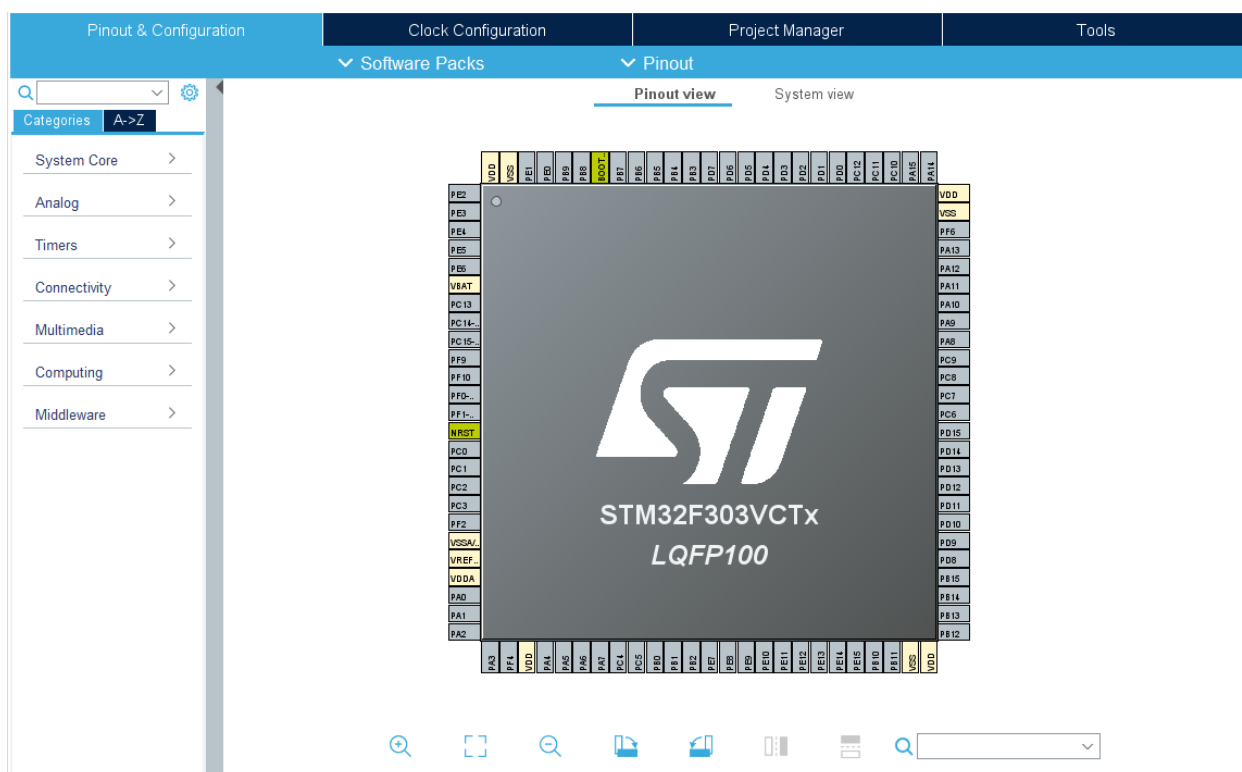 Pinout & Configuration
Clock Configuration
Project Manager
Tools
Software Packs
Pinout
Pinout view
System view
Categories
A->Z
System Core
Analog
Timers
Connectivity
Multimedia
Computing
Middleware
VDD
VSS
PE1
PE0
PB9
PB8
BOOT..
PB7
PB6
PB5
PB4
PB3
PD7
PD6
PD5
PD4
PD3
PD2
PD1
PD0
PC12
PC11
PC10
PA15
PA14
PE2
PE3
PE4
PE5
PE6
VBAT
PC13
PC14-..
PC15-..
PF9
PF10
PF0-..
PF1-..
NRST
PC0
PC1
PC2
PC3
PF2
VSSA/..
VREF..
VDDA
PA0
PA1
PA2
VDD
VSS
PF6
PA13
PA12
PA11
PA10
PA9
PA8
PC9
PC8
PC7
PC6
PD15
PD14
PD13
PD12
PD11
PD10
PD9
PD8
PB15
PB14
PB13
PB12
ST
STM32F303VCTx
LQFP100
PA3
PF4
VDD
PA4
PA5
PA6
PA7
PC4
PC5
PB0
PB1
PB2
PE7
PE8
PE9
PE10
PE11
PE12
PE13
PE14
PE15
PB10
PB11
VSS
VDD